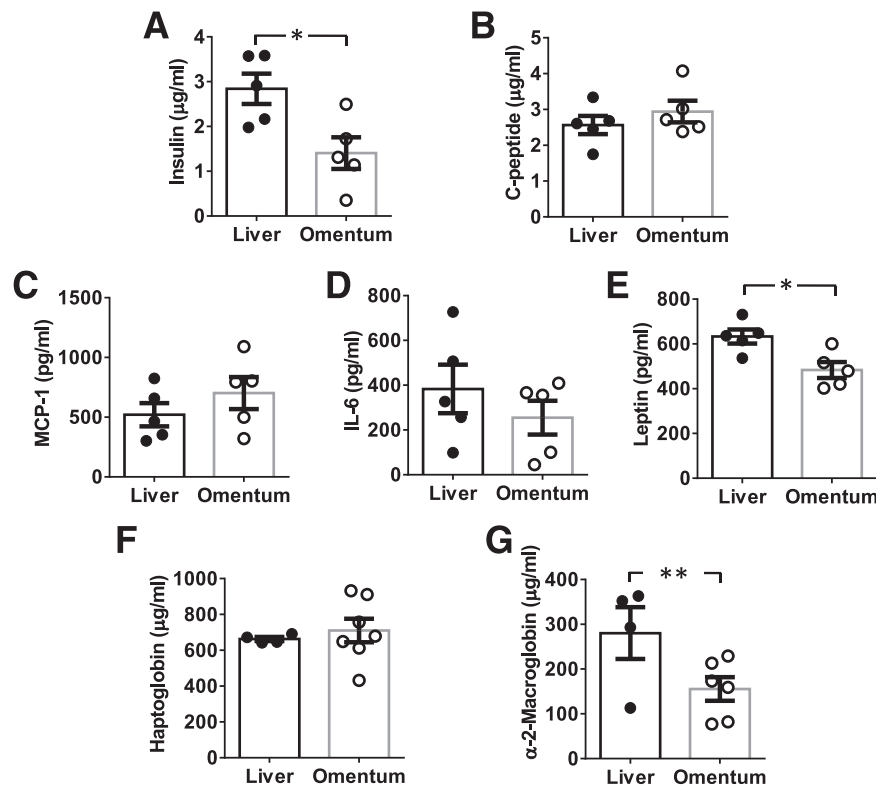 A
Insulin (µg/ml)
4
3
2
1
0
*
Liver Omentum
B
C-peptide (µg/ml)
5
4
3
2
1
0
Liver Omentum
C
MCP-1 (pg/ml)
1500
1000
500
0
Liver Omentum
D
IL-6 (pg/ml)
800
600
400
200
0
Liver Omentum
E
Leptin (pg/ml)
800
600
400
200
0
*
Liver Omentum
F
Haptoglobin (µg/ml)
1000
800
600
400
200
0
Liver Omentum
G
α-2-Macroglobin (µg/ml)
400
300
200
100
0
**
Liver Omentum